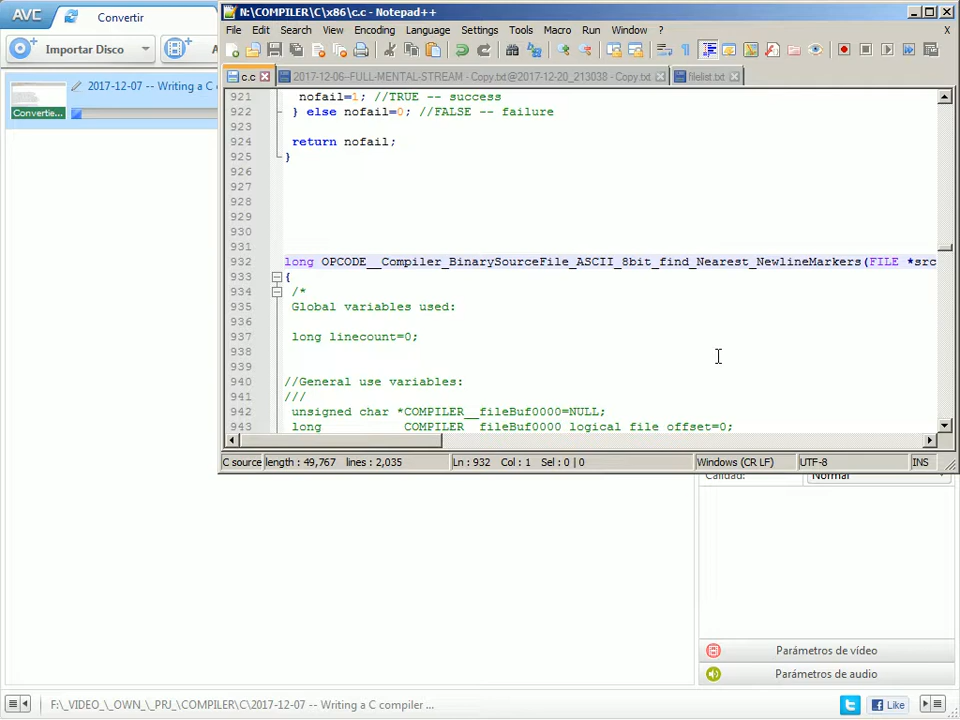 AVC
Convertir
Importar Disco
A
2017-12-07 -- Writing a C
Convertie...
N:\COMPILER\C\x86\c.c - Notepad++
File Edit Search View Encoding Language Settings Tools Macro Run Window ? X
c.c 2017-12-06--FULL-MENTAL-STREAM - Copy.txt@2017-12-20_213038 - Copy.txt filelist.txt
921 nofail=1; //TRUE -- success
922 } else nofail=0; //FALSE -- failure
923
924 return nofail;
925 }
926
927
928
929
930
931
932 long OPCODE__Compiler_BinarySourceFile_ASCII_8bit_find_Nearest_NewlineMarkers(FILE *src
933 {
934 /*
935 Global variables used:
936
937 long linecount=0;
938
939
940 //General use variables:
941 ///
942 unsigned char *COMPILER__fileBuf0000=NULL;
943 long COMPILER__fileBuf0000_logical_file_offset=0;
C source length : 49,767 lines : 2,035 Ln : 932 Col : 1 Sel : 0 | 0 Windows (CR LF) UTF-8 INS
Calidad: Normal
Parámetros de vídeo
Parámetros de audio
F:\_VIDEO_\_OWN_\_PRJ_\COMPILER\C\2017-12-07 -- Writing a C compiler ...
Like